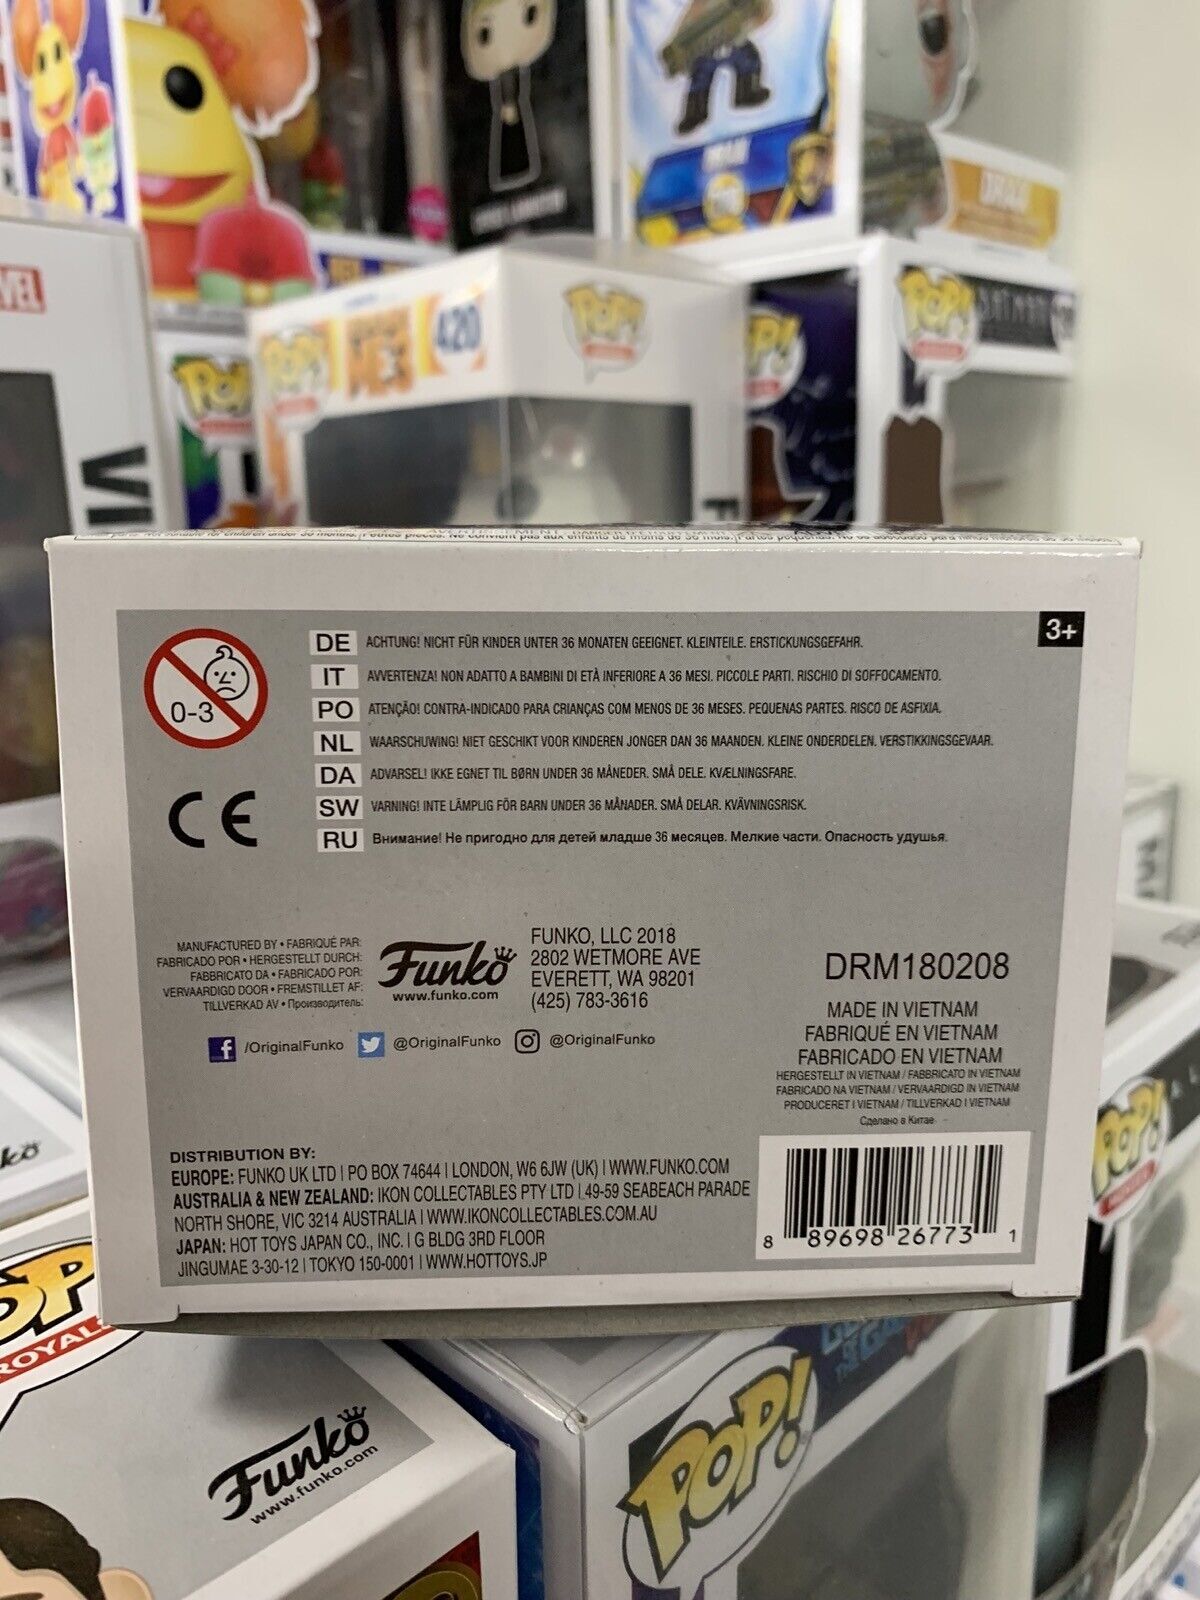 VEL
DRAX
POP!
ME3
420
POP!
POP!
BATMAN
POP!
VI
F
3+
0-3
DE ACHTUNG! NICHT FÜR KINDER UNTER 36 MONATEN GEEIGNET. KLEINTEILE. ERSTICKUNGSGEFAHR.
IT AVVERTENZA! NON ADATTO A BAMBINI DI ETÀ INFERIORE A 36 MESI. PICCOLE PARTI. RISCHIO DI SOFFOCAMENTO.
PO ATENÇÃO! CONTRA-INDICADO PARA CRIANÇAS COM MENOS DE 36 MESES. PEQUENAS PARTES. RISCO DE ASFIXIA.
NL WAARSCHUWING! NIET GESCHIKT VOOR KINDEREN JONGER DAN 36 MAANDEN. KLEINE ONDERDELEN. VERSTIKKINGSGEVAAR.
DA ADVARSEL! IKKE EGNET TIL BØRN UNDER 36 MÅNEDER. SMÅ DELE. KVÆLNINGSFARE.
SW VARNING! INTE LÄMPLIG FÖR BARN UNDER 36 MÅNADER. SMÅ DELAR. KVÄVNINGSRISK.
RU Внимание! Не пригодно для детей младше 36 месяцев. Мелкие части. Опасность удушья.
CE
MANUFACTURED BY • FABRIQUÉ PAR:
FABRICADO POR • HERGESTELLT DURCH:
FABBRICATO DA • FABRICADO POR:
VERVAARDIGD DOOR • FREMSTILLET AF:
TILLVERKAD AV • Производитель:
Funko
www.funko.com
FUNKO, LLC 2018
2802 WETMORE AVE
EVERETT, WA 98201
(425) 783-3616
f /OriginalFunko @OriginalFunko @OriginalFunko
DRM180208
MADE IN VIETNAM
FABRIQUÉ EN VIETNAM
FABRICADO EN VIETNAM
HERGESTELLT IN VIETNAM / FABBRICATO IN VIETNAM
FABRICADO NA VIETNAM / VERVAARDIGD IN VIETNAM
PRODUCERET I VIETNAM / TILLVERKAD I VIETNAM
Сделано в Китае
DISTRIBUTION BY:
EUROPE: FUNKO UK LTD | PO BOX 74644 | LONDON, W6 6JW (UK) | WWW.FUNKO.COM
AUSTRALIA & NEW ZEALAND: IKON COLLECTABLES PTY LTD | 49-59 SEABEACH PARADE
NORTH SHORE, VIC 3214 AUSTRALIA | WWW.IKONCOLLECTABLES.COM.AU
JAPAN: HOT TOYS JAPAN CO., INC. | G BLDG 3RD FLOOR
JINGUMAE 3-30-12 | TOKYO 150-0001 | WWW.HOTTOYS.JP
8 89698 26773 1
POP!
Funko
www.funko.com
POP!